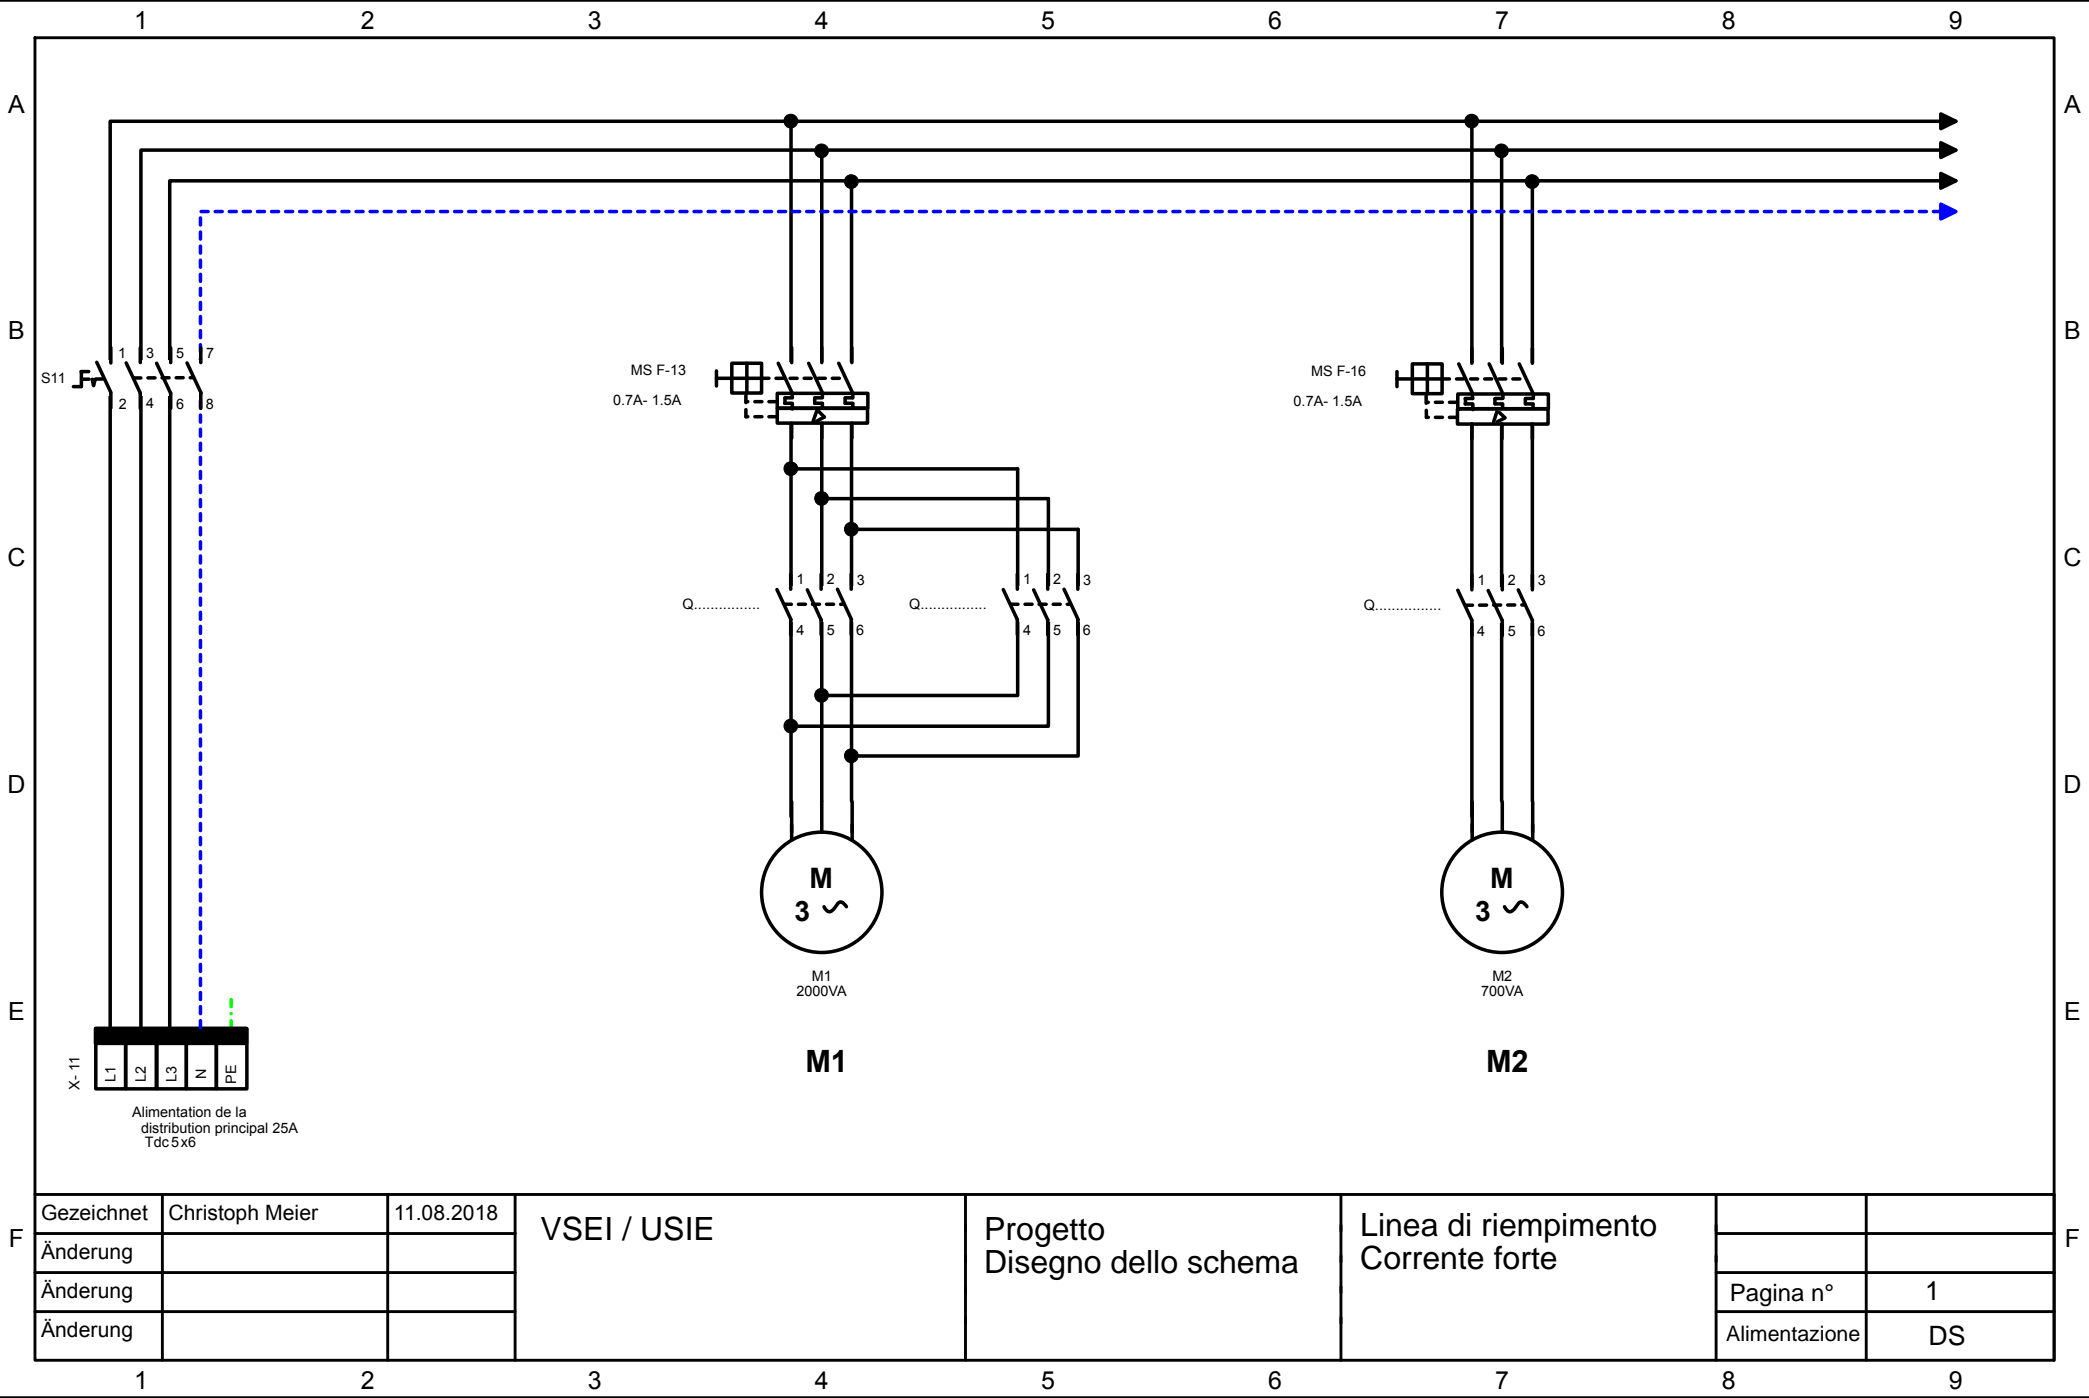 1 2 3 4 5 6 7 8 9
A A
B B
S11
1 3 5 7
2 4 6 8
MS F-13
0.7A- 1.5A
MS F-16
0.7A- 1.5A
C C
Q................
1 2 3
4 5 6
Q................
1 2 3
4 5 6
Q................
1 2 3
4 5 6
D D
M
3
M1
2000VA
M1
M
3
M2
700VA
M2
E E
X- 11
L1 L2 L3 N PE
Alimentation de la
distribution principal 25A
Tdc 5x6
F F
Gezeichnet Christoph Meier 11.08.2018
Änderung
Änderung
Änderung
VSEI / USIE
Progetto
Disegno dello schema
Linea di riempimento
Corrente forte
Pagina n° 1
Alimentazione DS
1 2 3 4 5 6 7 8 9